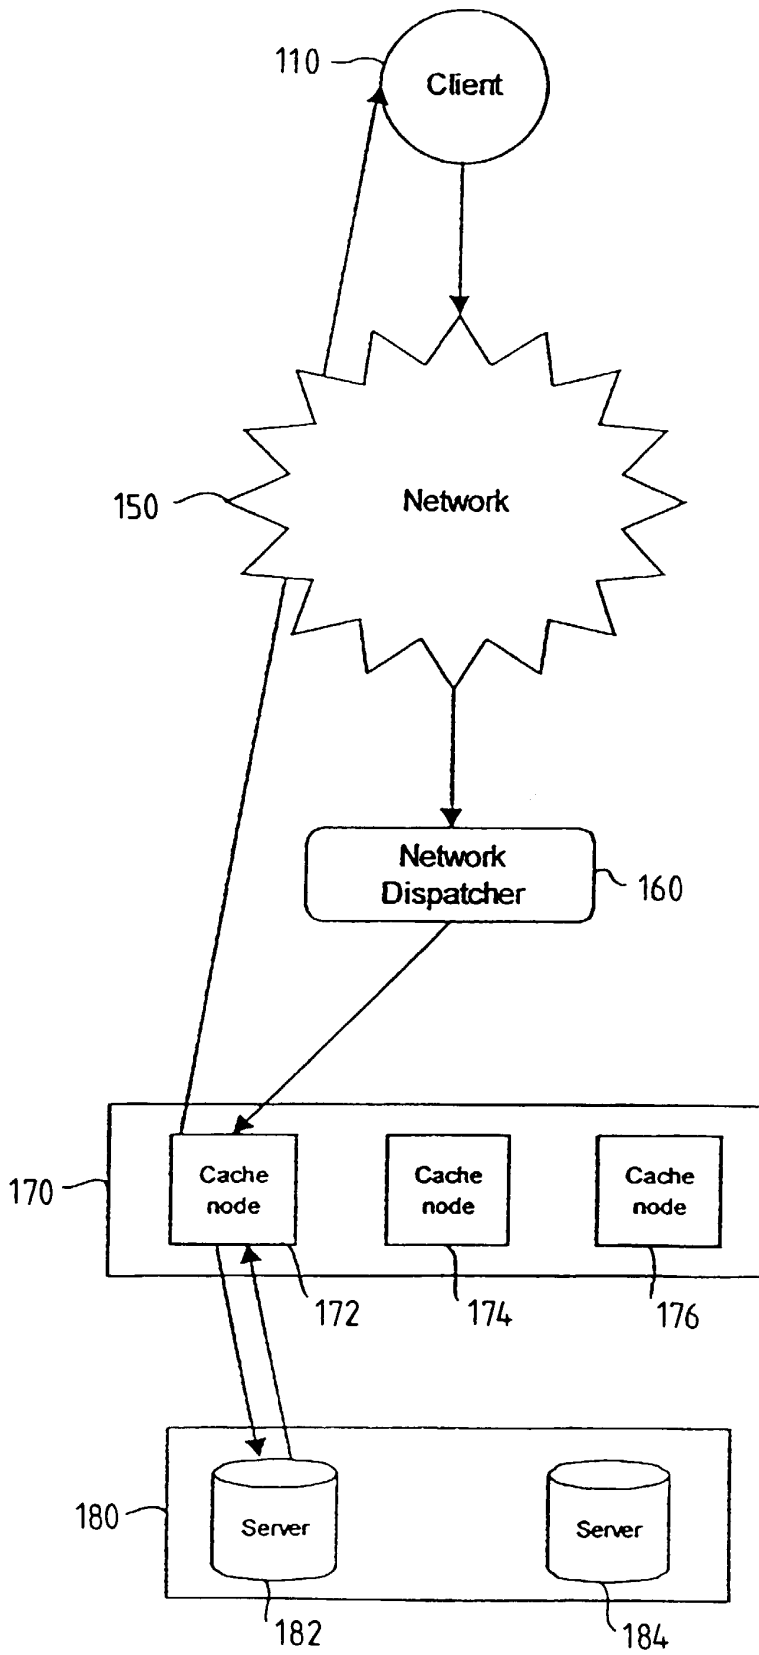 110
Client
150
Network
Network
Dispatcher
160
170
Cache
node
Cache
node
Cache
node
172
174
176
180
Server
Server
182
184